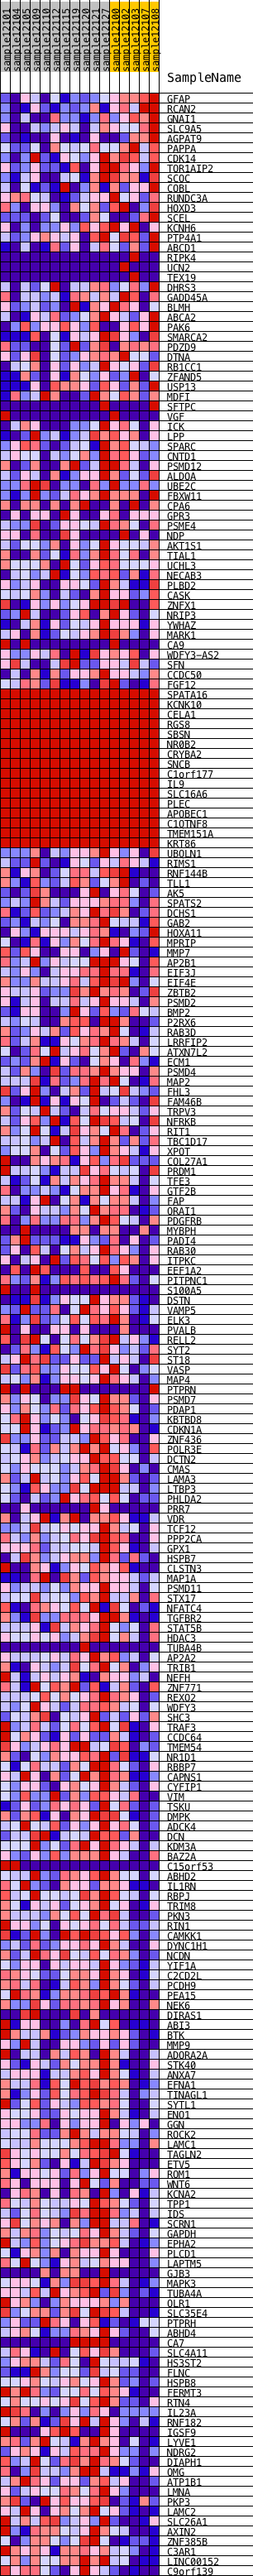 sample12101
sample12104
sample12105
sample12109
sample12110
sample12112
sample12115
sample12119
sample12120
sample12121
sample12127
sample12100
sample12102
sample12103
sample12107
sample12108
SampleName
GFAP
RCAN2
GNAI1
SLC9A5
AGPAT9
PAPPA
CDK14
TOR1AIP2
SCOC
COBL
RUNDC3A
HOXD3
SCEL
KCNH6
PTP4A1
ABCD1
RIPK4
UCN2
TEX19
DHRS3
GADD45A
BLMH
ABCA2
PAK6
SMARCA2
PDZD9
DTNA
RB1CC1
ZFAND5
USP13
MDFI
SFTPC
VGF
ICK
LPP
SPARC
CNTD1
PSMD12
ALDOA
UBE2C
FBXW11
CPA6
GPR3
PSME4
NDP
AKT1S1
TIAL1
UCHL3
NECAB3
PLBD2
CASK
ZNFX1
NRIP3
YWHAZ
MARK1
CA9
WDFY3-AS2
SFN
CCDC50
FGF12
SPATA16
KCNK10
CELA1
RGS8
SBSN
NR0B2
CRYBA2
SNCB
C1orf177
IL9
SLC16A6
PLEC
APOBEC1
C1QTNF8
TMEM151A
KRT86
UBQLN1
RIMS1
RNF144B
TLL1
AK5
SPATS2
DCHS1
GAB2
HOXA11
MPRIP
MMP7
AP2B1
EIF3J
EIF4E
ZBTB2
PSMD2
BMP2
P2RX6
RAB3D
LRRFIP2
ATXN7L2
ECM1
PSMD4
MAP2
FHL3
FAM46B
TRPV3
NFRKB
RIT1
TBC1D17
XPOT
COL27A1
PRDM1
TFE3
GTF2B
FAP
ORAI1
PDGFRB
MYBPH
PADI4
RAB30
ITPKC
EEF1A2
PITPNC1
S100A5
DSTN
VAMP5
ELK3
PVALB
RELL2
SYT2
ST18
VASP
MAP4
PTPRN
PSMD7
PDAP1
KBTBD8
CDKN1A
ZNF436
POLR3E
DCTN2
CMAS
LAMA3
LTBP3
PHLDA2
PRR7
VDR
TCF12
PPP2CA
GPX1
HSPB7
CLSTN3
MAP1A
PSMD11
STX17
NFATC4
TGFBR2
STAT5B
HDAC3
TUBA4B
AP2A2
TRIB1
NEFH
ZNF771
REXO2
WDFY3
SHC3
TRAF3
CCDC64
TMEM54
NR1D1
RBBP7
CAPNS1
CYFIP1
VIM
TSKU
DMPK
ADCK4
DCN
KDM3A
BAZ2A
C15orf53
ABHD2
IL1RN
RBPJ
TRIM8
PKN3
RIN1
CAMKK1
DYNC1H1
NCDN
YIF1A
C2CD2L
PCDH9
PEA15
NEK6
DIRAS1
ABI3
BTK
MMP9
ADORA2A
STK40
ANXA7
EFNA1
TINAGL1
SYTL1
ENO1
GGN
ROCK2
LAMC1
TAGLN2
ETV5
ROM1
WNT6
KCNA2
TPP1
IDS
SCRN1
GAPDH
EPHA2
PLCD1
LAPTM5
GJB3
MAPK3
TUBA4A
OLR1
SLC35E4
PTPRH
ABHD4
CA7
SLC4A11
HS3ST2
FLNC
HSPB8
FERMT3
RTN4
IL23A
RNF182
IGSF9
LYVE1
NDRG2
DIAPH1
OMG
ATP1B1
LMNA
PKP3
LAMC2
SLC26A1
AXIN2
ZNF385B
C3AR1
LINC00152
C9orf139